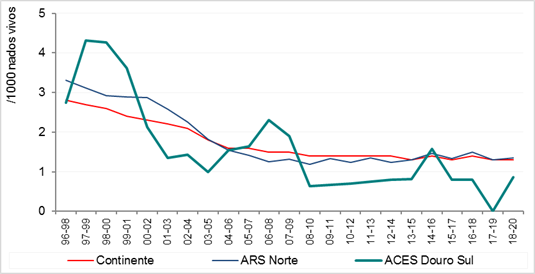 /1000 nados vivos
5
4
3
2
1
0
96-98 97-99 98-00 99-01 00-02 01-03 02-04 03-05 04-06 05-07 06-08 07-09 08-10 09-11 10-12 11-13 12-14 13-15 14-16 15-17 16-18 17-19 18-20
Continente ARS Norte ACES Douro Sul